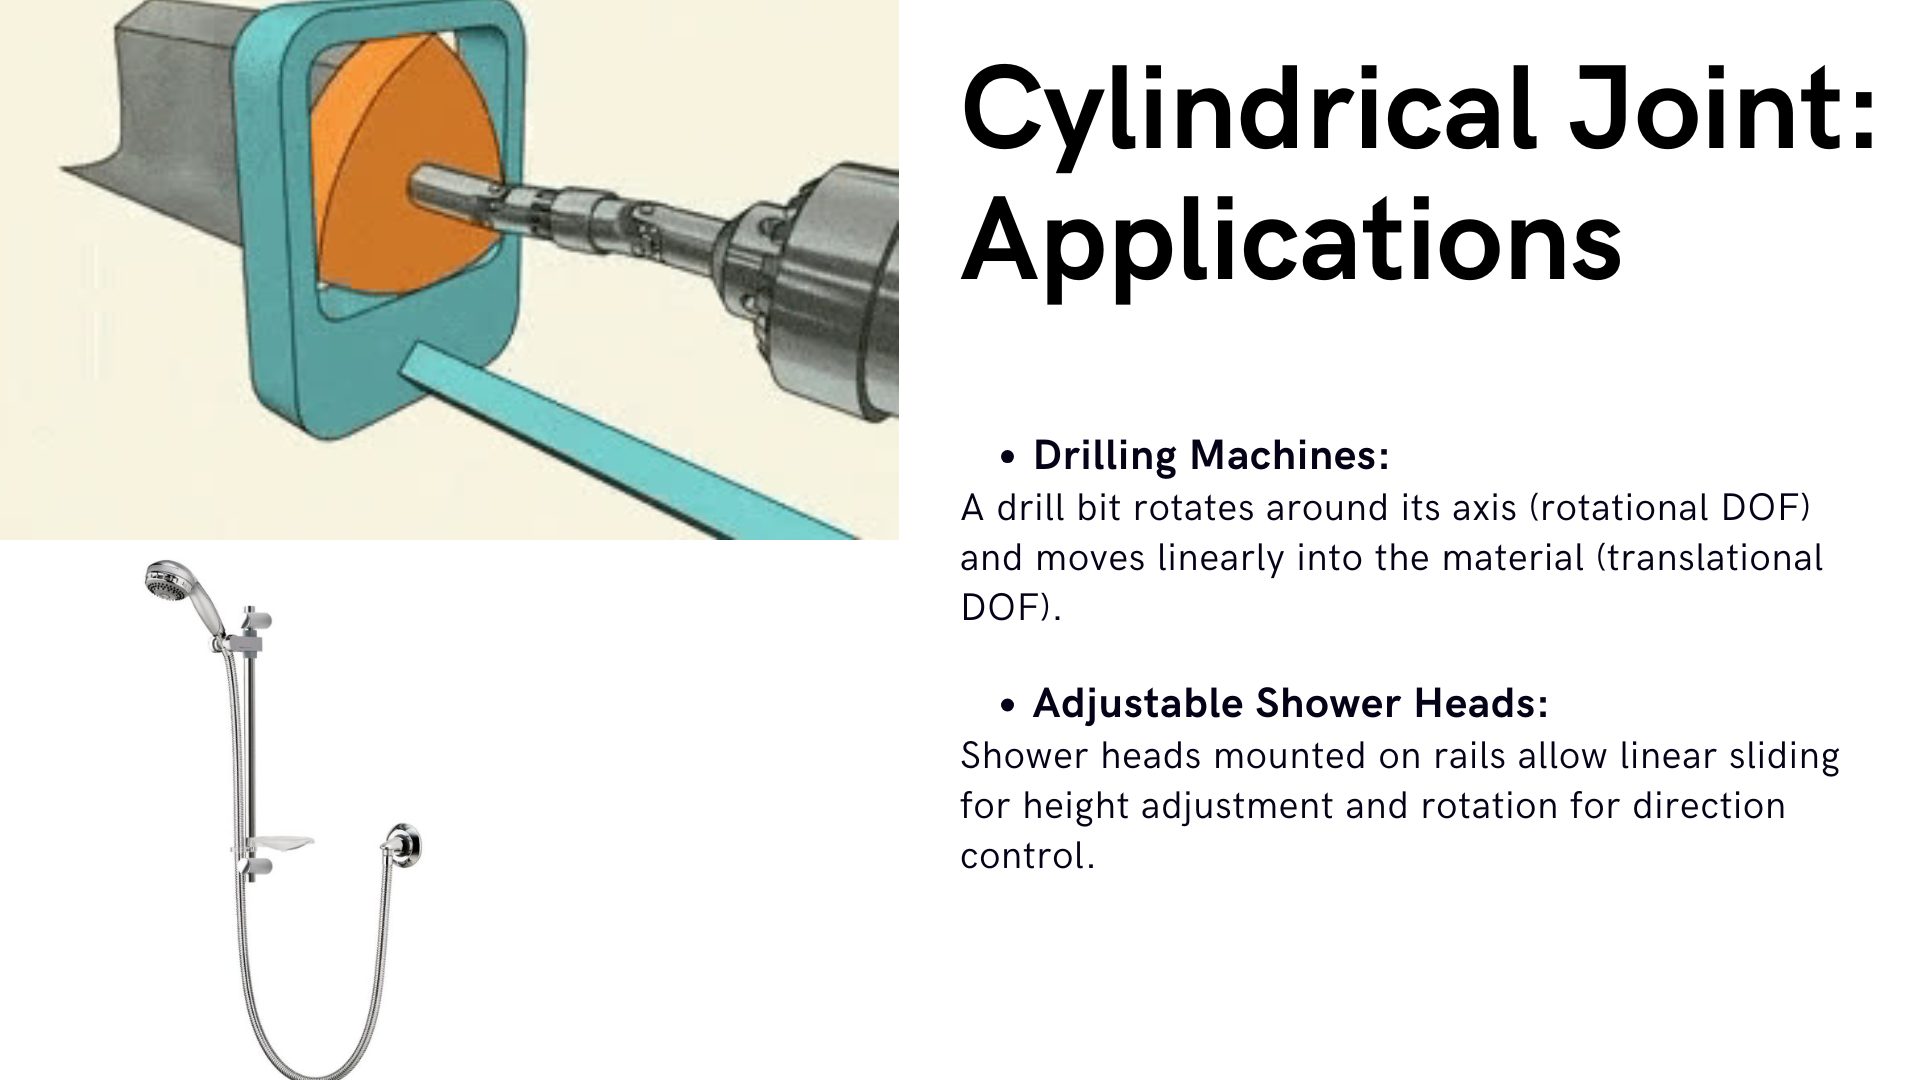 Cylindrical Joint:
Applications
• Drilling Machines:
A drill bit rotates around its axis (rotational DOF)
and moves linearly into the material (translational
DOF).
• Adjustable Shower Heads:
Shower heads mounted on rails allow linear sliding
for height adjustment and rotation for direction
control.